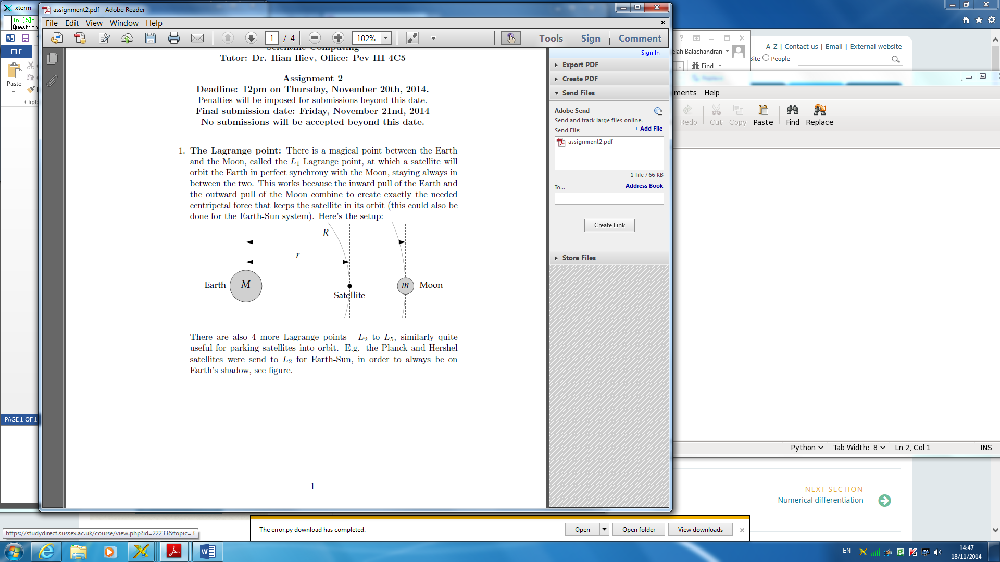 xterm
In [5]:
Question
FILE
Paste
Clipb
PAGE 1 OF 1
assignment2.pdf - Adobe Reader
File Edit View Window Help
1 / 4
102%
Tools Sign Comment
Scientific Computing
Tutor: Dr. Ilian Iliev, Office: Pev III 4C5
Assignment 2
Deadline: 12pm on Thursday, November 20th, 2014.
Penalties will be imposed for submissions beyond this date.
Final submission date: Friday, November 21nd, 2014
No submissions will be accepted beyond this date.
1. The Lagrange point: There is a magical point between the Earth
and the Moon, called the L1 Lagrange point, at which a satellite will
orbit the Earth in perfect synchrony with the Moon, staying always in
between the two. This works because the inward pull of the Earth and
the outward pull of the Moon combine to create exactly the needed
centripetal force that keeps the satellite in its orbit (this could also be
done for the Earth-Sun system). Here's the setup:
R
r
Earth M m Moon
Satellite
There are also 4 more Lagrange points - L2 to L5, similarly quite
useful for parking satellites into orbit. E.g. the Planck and Hershel
satellites were send to L2 for Earth-Sun, in order to always be on
Earth's shadow, see figure.
1
Sign In
Export PDF
Create PDF
Send Files
Adobe Send
Send and track large files online.
Send File: + Add File
assignment2.pdf
1 file / 66 KB
To... Address Book
Create Link
Store Files
elah Balachandran
Find
A-Z | Contact us | Email | External website
Site People
ments Help
Redo Cut Copy Paste Find Replace
Python Tab Width: 8 Ln 2, Col 1 INS
NEXT SECTION
Numerical differentiation
https://studydirect.sussex.ac.uk/course/view.php?id=22233&topic=3
The error.py download has completed. Open Open folder View downloads
EN
14:47
18/11/2014